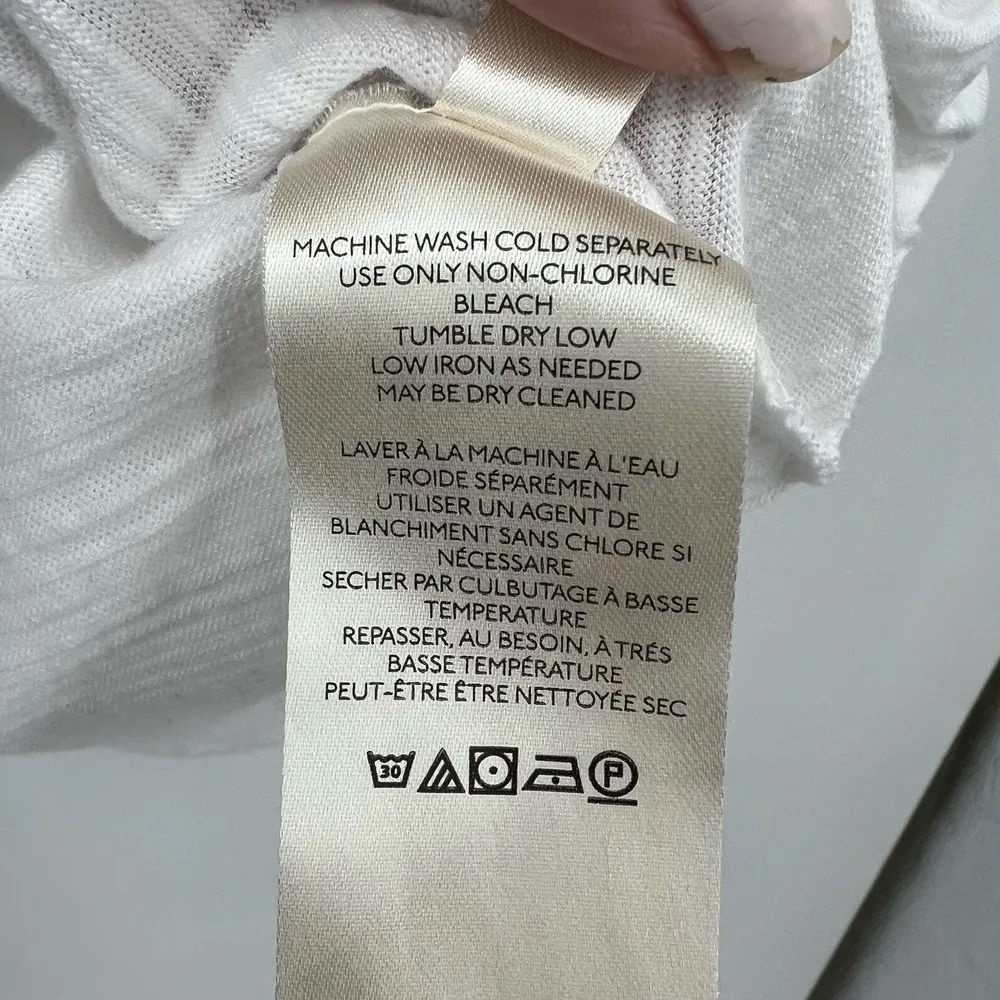 MACHINE WASH COLD SEPARATELY
USE ONLY NON-CHLORINE
BLEACH
TUMBLE DRY LOW
LOW IRON AS NEEDED
MAY BE DRY CLEANED
LAVER À LA MACHINE À L'EAU
FROIDE SÉPARÉMENT
UTILISER UN AGENT DE
BLANCHIMENT SANS CHLORE SI
NÉCESSAIRE
SECHER PAR CULBUTAGE À BASSE
TEMPERATURE
REPASSER, AU BESOIN, À TRÉS
BASSE TEMPÉRATURE
PEUT-ÊTRE ÊTRE NETTOYÉE SEC
30 P